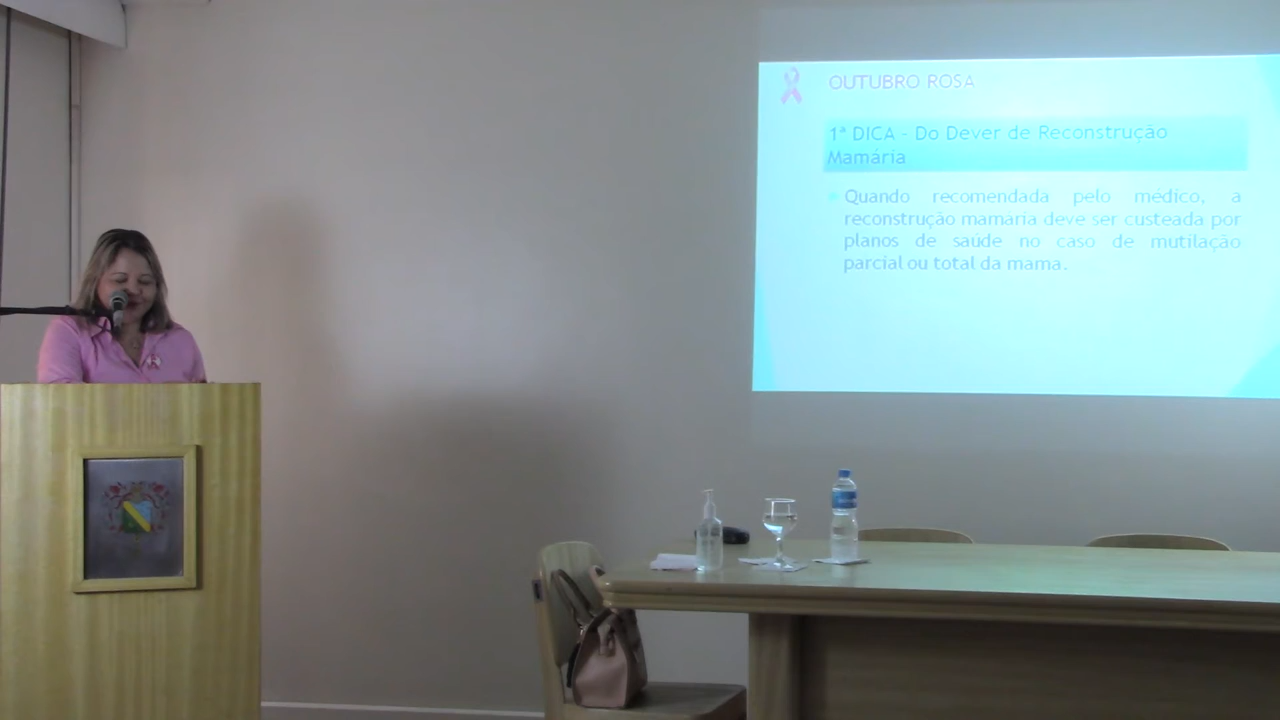 OUTUBRO ROSA
1ª DICA - Do Dever de Reconstrução
Mamária
Quando recomendada pelo médico, a
reconstrução mamária deve ser custeada por
planos de saúde no caso de mutilação
parcial ou total da mama.